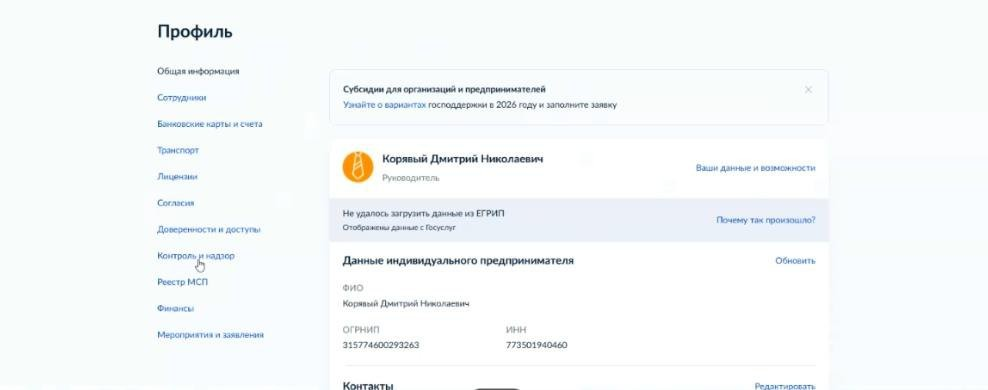 Профиль
Общая информация
Сотрудники
Банковские карты и счета
Транспорт
Лицензии
Согласия
Доверенности и доступы
Контроль и надзор
Реестр МСП
Финансы
Мероприятия и заявления
Субсидии для организаций и предпринимателей
Узнайте о вариантах господдержки в 2026 году и заполните заявку
Корявый Дмитрий Николаевич
Руководитель
Ваши данные и возможности
Не удалось загрузить данные из ЕГРИП
Отображены данные с Госуслуг
Почему так произошло?
Данные индивидуального предпринимателя
Обновить
ФИО
Корявый Дмитрий Николаевич
ОГРНИП
ИНН
315774600293263
773501940460
Контакты
Редактировать